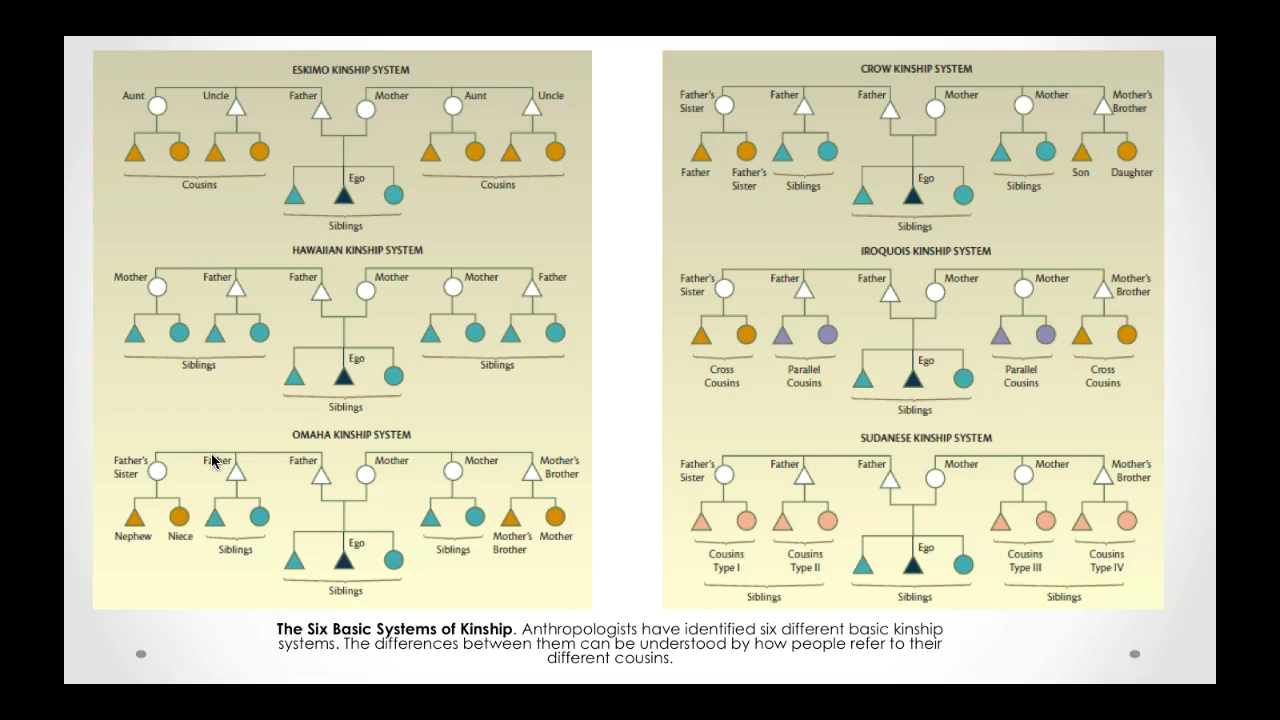 ESKIMO KINSHIP SYSTEM
Aunt Uncle Father Mother Aunt Uncle
Cousins Cousins
Ego
Siblings
HAWAIIAN KINSHIP SYSTEM
Mother Father Father Mother Mother Father
Siblings Siblings
Ego
Siblings
OMAHA KINSHIP SYSTEM
Father's Sister Father Father Mother Mother Mother's Brother
Nephew Niece Siblings Siblings Mother's Brother Mother
Ego
Siblings
CROW KINSHIP SYSTEM
Father's Sister Father Father Mother Mother Mother's Brother
Father Father's Sister Siblings Siblings Son Daughter
Ego
Siblings
IROQUOIS KINSHIP SYSTEM
Father's Sister Father Father Mother Mother Mother's Brother
Cross Cousins Parallel Cousins Parallel Cousins Cross Cousins
Ego
Siblings
SUDANESE KINSHIP SYSTEM
Father's Sister Father Father Mother Mother Mother's Brother
Cousins Type I Cousins Type II Cousins Type III Cousins Type IV
Ego
Siblings Siblings Siblings
The Six Basic Systems of Kinship. Anthropologists have identified six different basic kinship
systems. The differences between them can be understood by how people refer to their
different cousins.